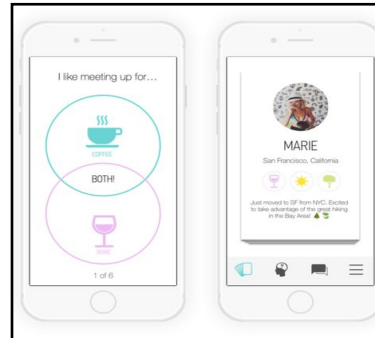 I like meeting up for...
COFFEE
BOTH!
WINE
1 of 6
MARIE
San Francisco, California
Just moved to SF from NYC. Excited
to take advantage of the great hiking
in the Bay Area!